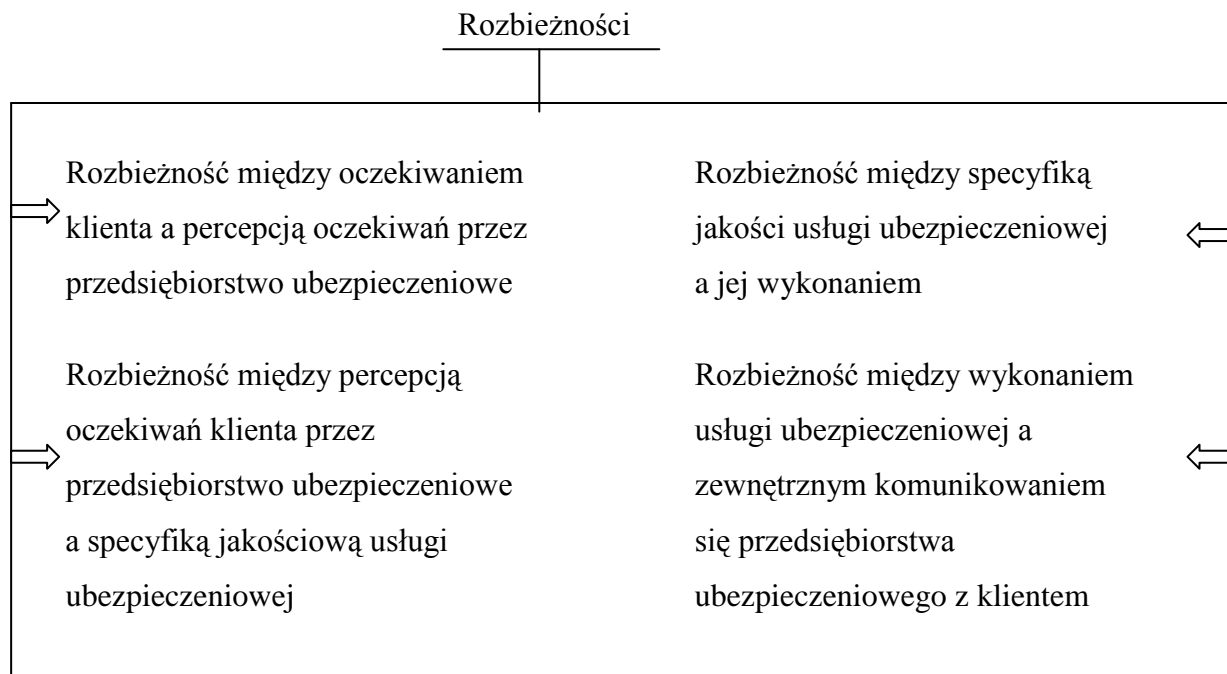 Rozbieżności
Rozbieżność między oczekiwaniem
klienta a percepcją oczekiwań przez
przedsiębiorstwo ubezpieczeniowe
Rozbieżność między percepcją
oczekiwań klienta przez
przedsiębiorstwo ubezpieczeniowe
a specyfiką jakościową usługi
ubezpieczeniowej
Rozbieżność między specyfiką
jakości usługi ubezpieczeniowej
a jej wykonaniem
Rozbieżność między wykonaniem
usługi ubezpieczeniowej a
zewnętrznym komunikowaniem
się przedsiębiorstwa
ubezpieczeniowego z klientem